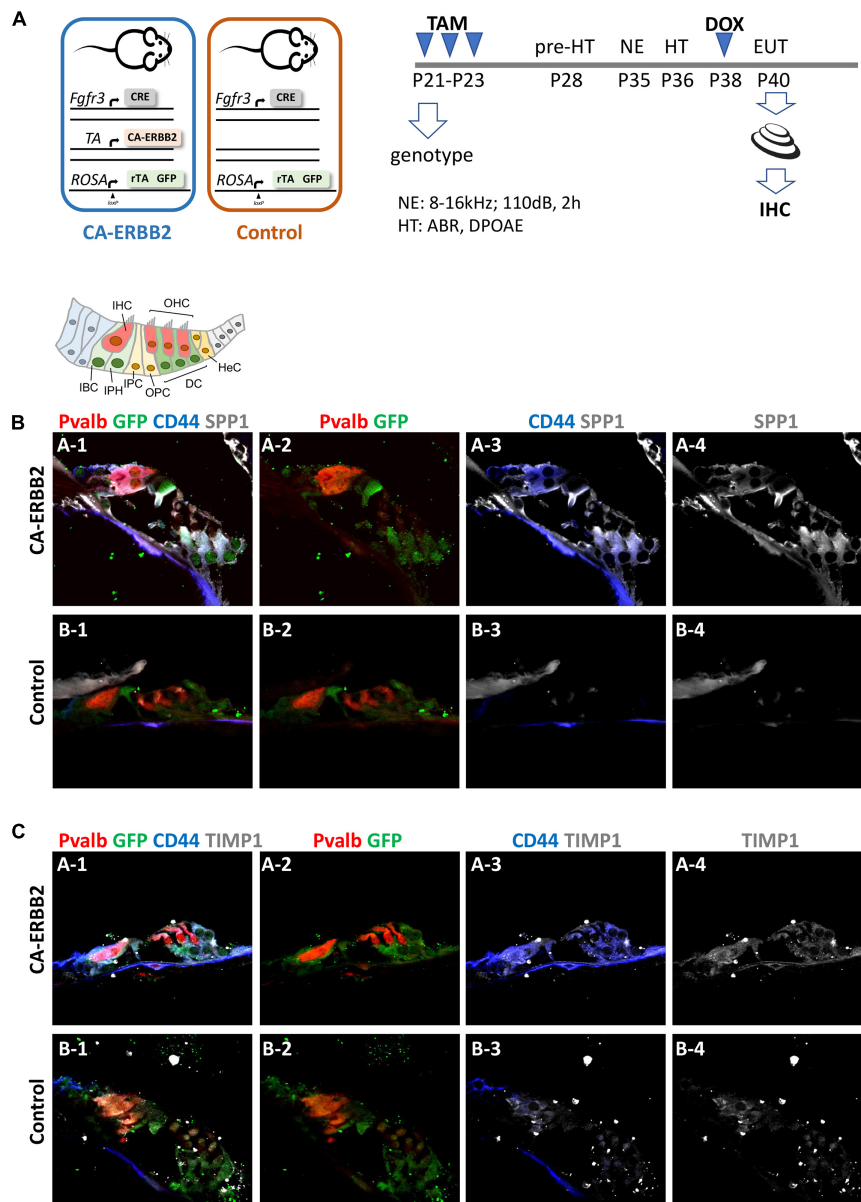 A
Fgfr3 CRE
TA CA-ERBB2
ROSA rTA GFP
loxP
CA-ERBB2
Fgfr3 CRE
ROSA rTA GFP
loxP
Control
TAM DOX
pre-HT NE HT EUT
P21-P23 P28 P35 P36 P38 P40
genotype
NE: 8-16kHz; 110dB, 2h
HT: ABR, DPOAE
IHC
IHC OHC
HeC
IBC IPH IPC OPC DC
B
Pvalb GFP CD44 SPP1 Pvalb GFP CD44 SPP1 SPP1
CA-ERBB2
A-1 A-2 A-3 A-4
Control
B-1 B-2 B-3 B-4
C
Pvalb GFP CD44 TIMP1 Pvalb GFP CD44 TIMP1 TIMP1
CA-ERBB2
A-1 A-2 A-3 A-4
Control
B-1 B-2 B-3 B-4